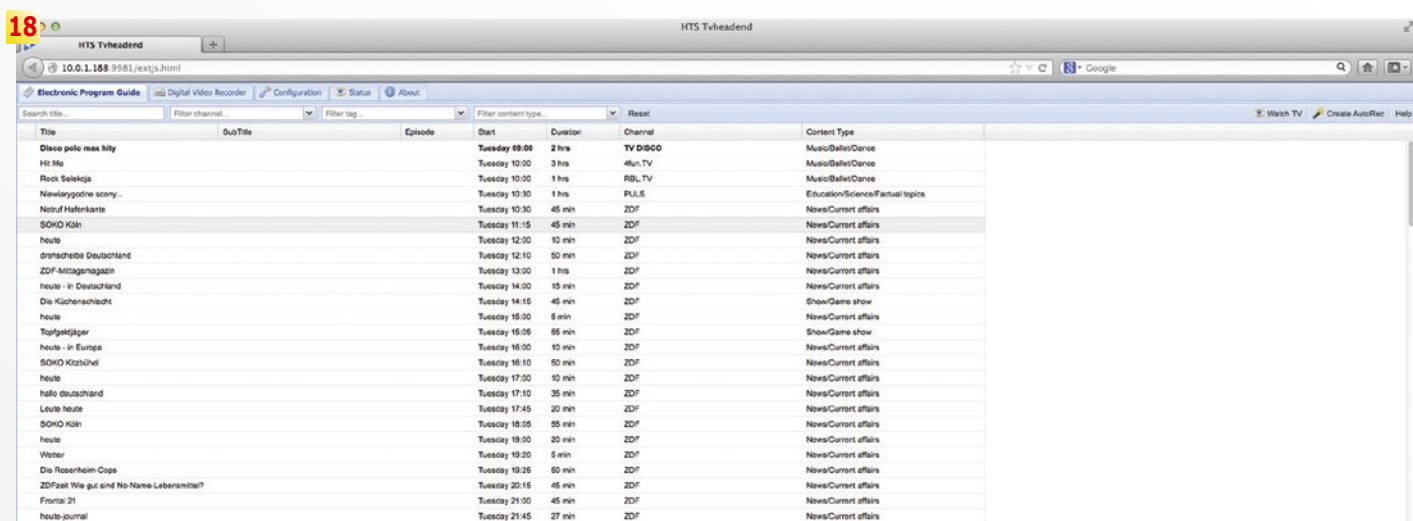 18
HTS Tvheadend
HTS Tvheadend +
10.0.1.188:9981/extjs.html Google
Electronic Program Guide Digital Video Recorder Configuration Status About
Search title... Filter channel... Filter tag... Filter content type... Reset Watch TV Create AutoRec Help
Title SubTitle Episode Start Duration Channel Content Type
Disco polo max hity Tuesday 09:00 2 hrs TV DISCO Music/Ballet/Dance
Hit Me Tuesday 10:00 3 hrs 4fun.TV Music/Ballet/Dance
Rock Selekcja Tuesday 10:00 1 hrs RBL.TV Music/Ballet/Dance
Niewiarygodne sceny... Tuesday 10:30 1 hrs PULS Education/Science/Factual topics
Notruf Hafenkante Tuesday 10:30 45 min ZDF News/Current affairs
SOKO Köln Tuesday 11:15 45 min ZDF News/Current affairs
heute Tuesday 12:00 10 min ZDF News/Current affairs
drehscheibe Deutschland Tuesday 12:10 50 min ZDF News/Current affairs
ZDF-Mittagsmagazin Tuesday 13:00 1 hrs ZDF News/Current affairs
heute - in Deutschland Tuesday 14:00 15 min ZDF News/Current affairs
Die Küchenschlacht Tuesday 14:15 45 min ZDF Show/Game show
heute Tuesday 15:00 5 min ZDF News/Current affairs
Topfgeldjäger Tuesday 15:05 55 min ZDF Show/Game show
heute - in Europa Tuesday 16:00 10 min ZDF News/Current affairs
SOKO Kitzbühel Tuesday 16:10 50 min ZDF News/Current affairs
heute Tuesday 17:00 10 min ZDF News/Current affairs
hallo deutschland Tuesday 17:10 35 min ZDF News/Current affairs
Leute heute Tuesday 17:45 20 min ZDF News/Current affairs
SOKO Köln Tuesday 18:05 55 min ZDF News/Current affairs
heute Tuesday 19:00 20 min ZDF News/Current affairs
Wetter Tuesday 19:20 5 min ZDF News/Current affairs
Die Rosenheim-Cops Tuesday 19:25 50 min ZDF News/Current affairs
ZDFzeit Wie gut sind No-Name-Lebensmittel? Tuesday 20:15 45 min ZDF News/Current affairs
Frontal 21 Tuesday 21:00 45 min ZDF News/Current affairs
heute-journal Tuesday 21:45 27 min ZDF News/Current affairs